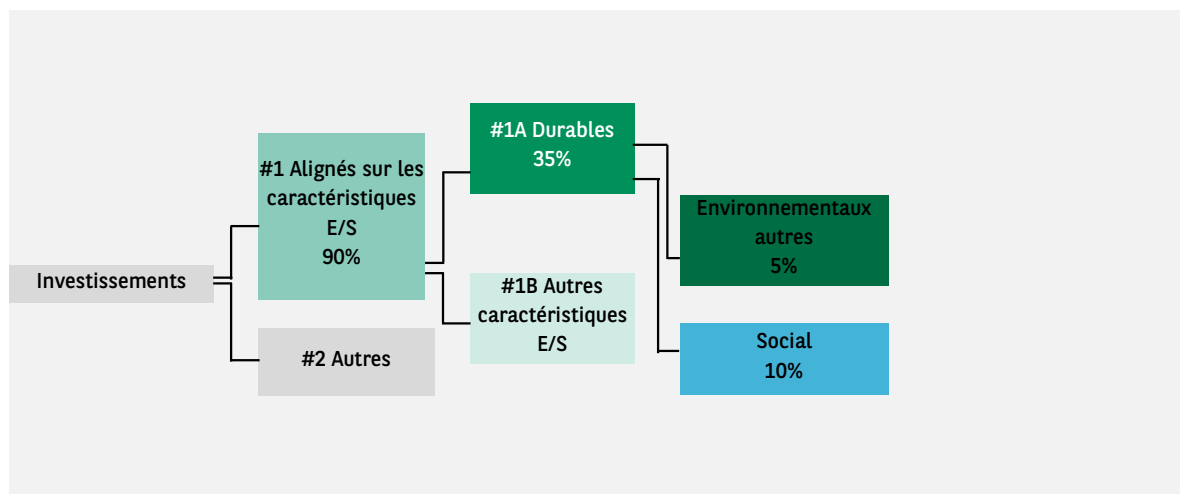 Investissements
#1 Alignés sur les
caractéristiques
E/S
90%
#2 Autres
#1A Durables
35%
#1B Autres
caractéristiques
E/S
Environnementaux
autres
5%
Social
10%